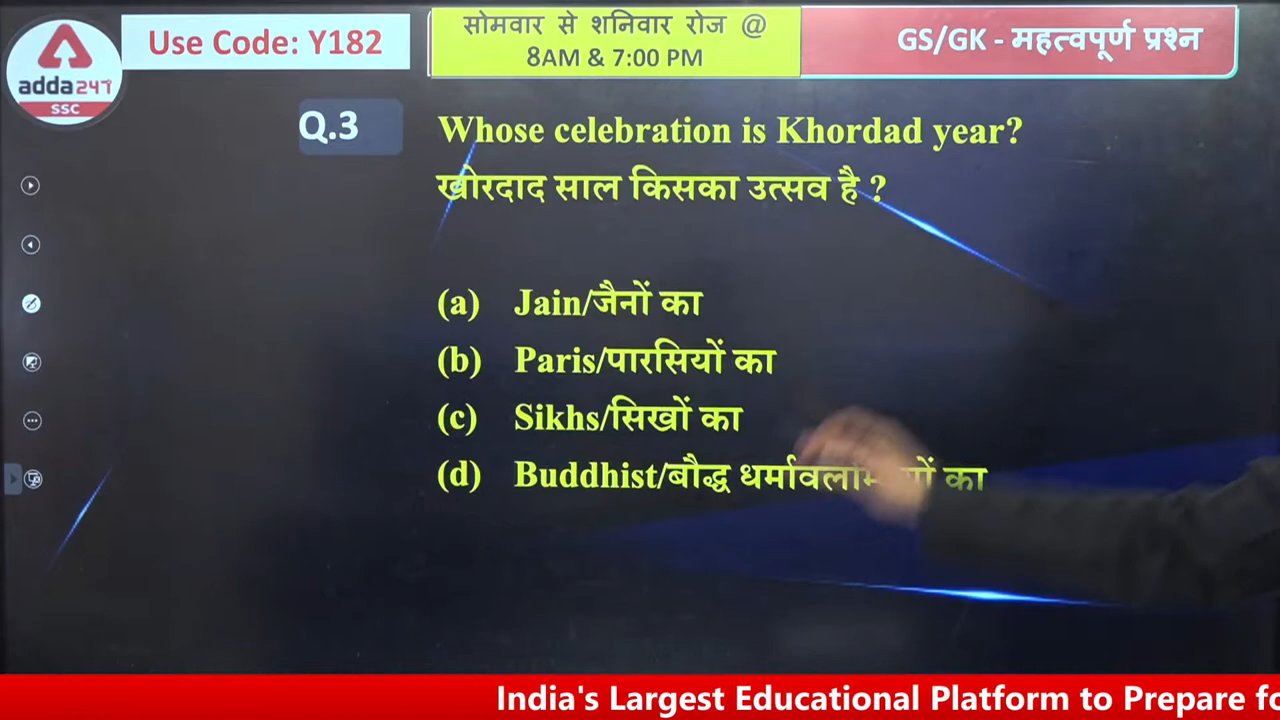 adda247
SSC
Use Code: Y182
सोमवार से शनिवार रोज @
8AM & 7:00 PM
GS/GK - महत्वपूर्ण प्रश्न
Q.3
Whose celebration is Khordad year?
खोरदाद साल किसका उत्सव है ?
(a) Jain/जैनों का
(b) Paris/पारसियों का
(c) Sikhs/सिखों का
(d) Buddhist/बौद्ध का
India's Largest Educational Platform to Prepare